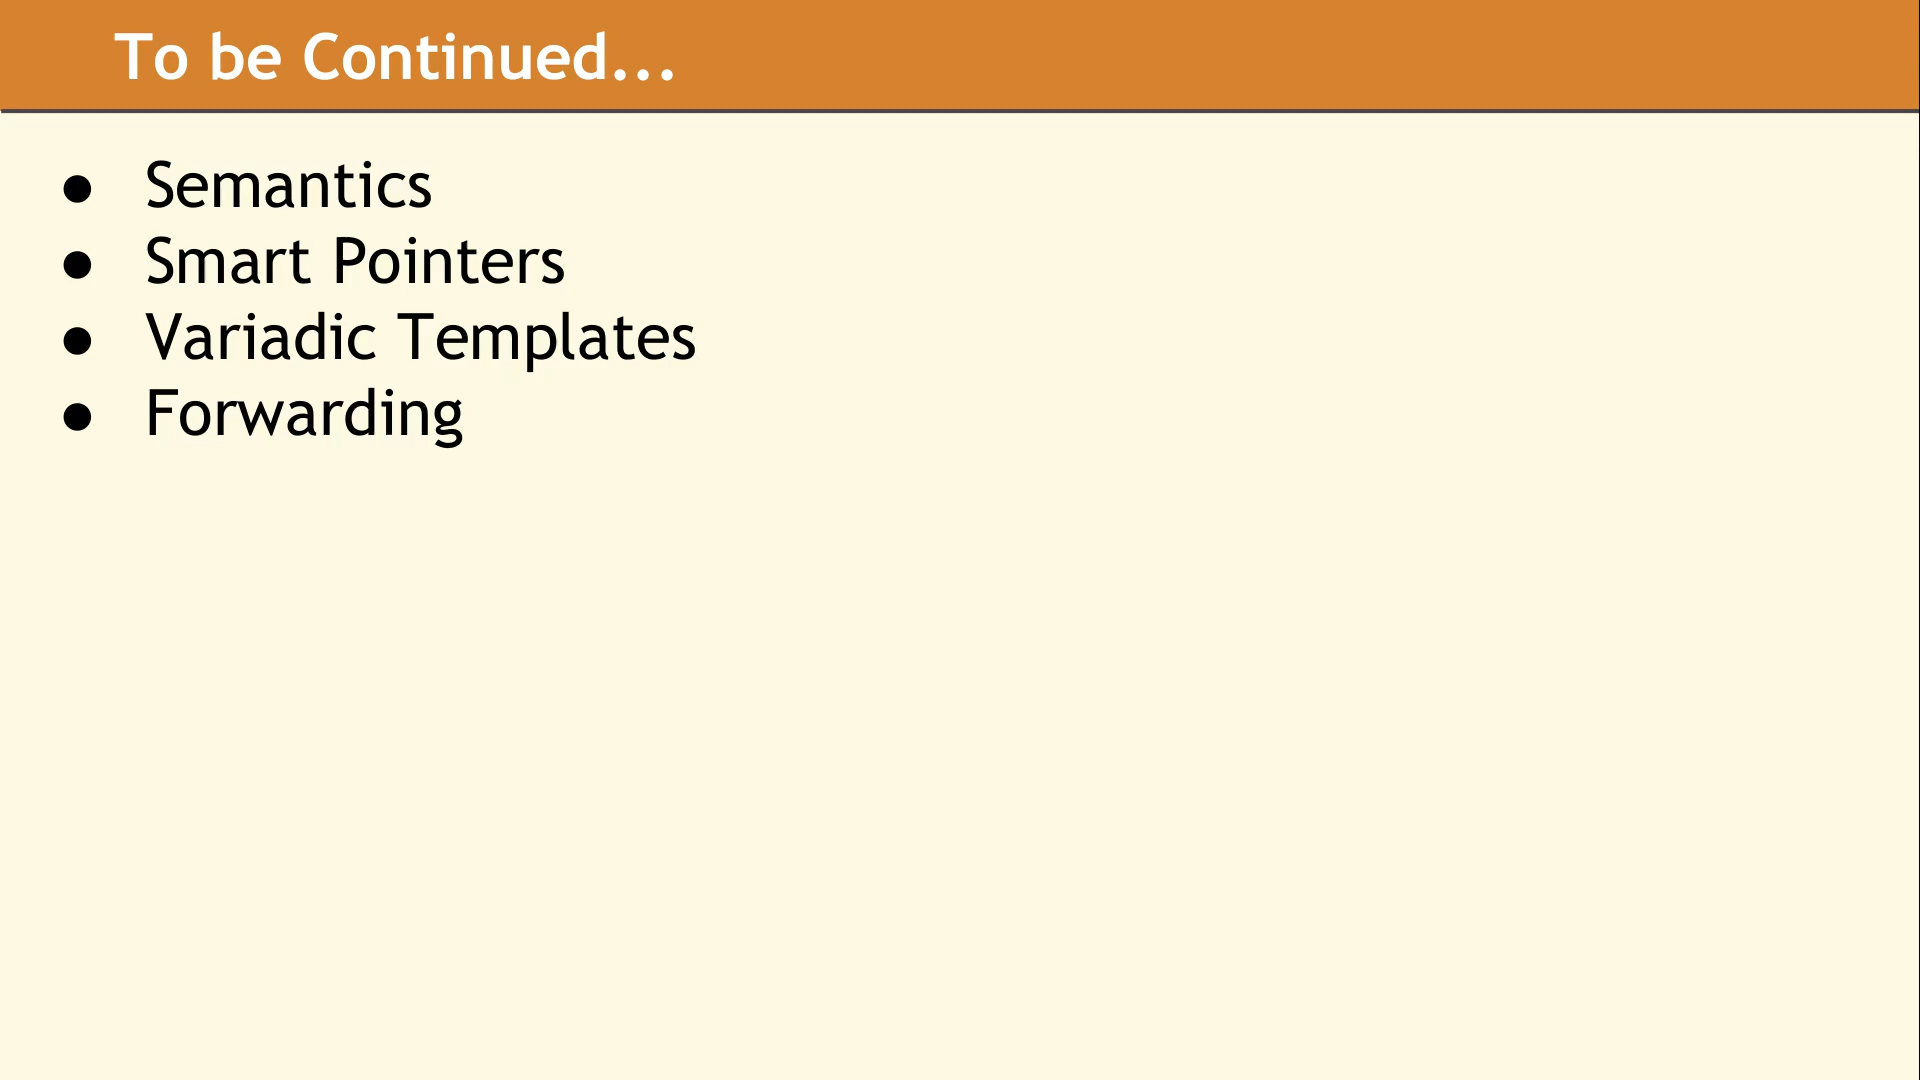 To be Continued...
● Semantics
● Smart Pointers
● Variadic Templates
● Forwarding